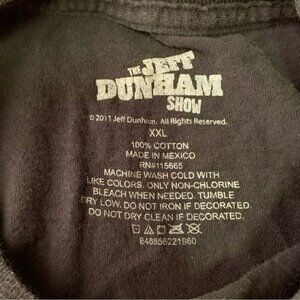 THE JEFF
DUNHAM
SHOW
© 2011 Jeff Dunham. All Rights Reserved.
XXL
100% COTTON
MADE IN MEXICO
RN#115665
MACHINE WASH COLD WITH
LIKE COLORS. ONLY NON-CHLORINE
BLEACH WHEN NEEDED. TUMBLE
DRY LOW. DO NOT IRON IF DECORATED.
DO NOT DRY CLEAN IF DECORATED.
846556221960